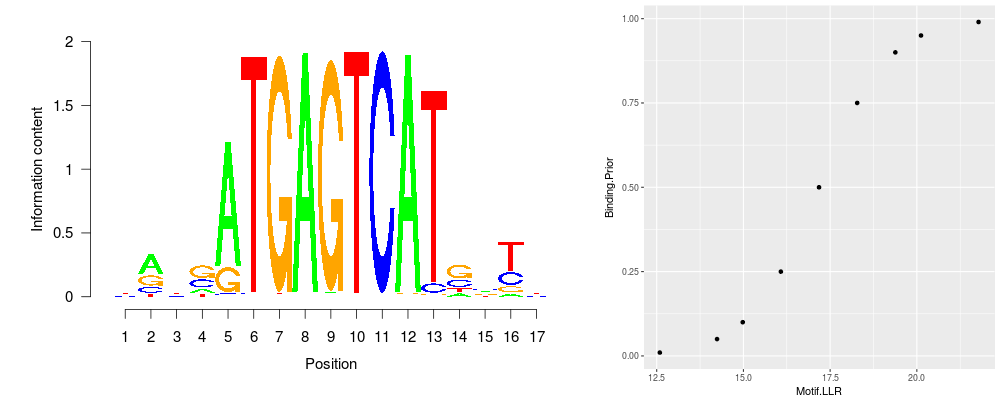 2
1.5
1
0.5
0
Information content
A
G
C
T
G
C
A
T
A
G
T
G
A
G
T
C
A
T
C
G
C
T
A
T
C
G
A
1 2 3 4 5 6 7 8 9 10 11 12 13 14 15 16 17
Position
1.00
0.75
0.50
0.25
0.00
Binding.Prior
12.5 15.0 17.5 20.0
Motif.LLR